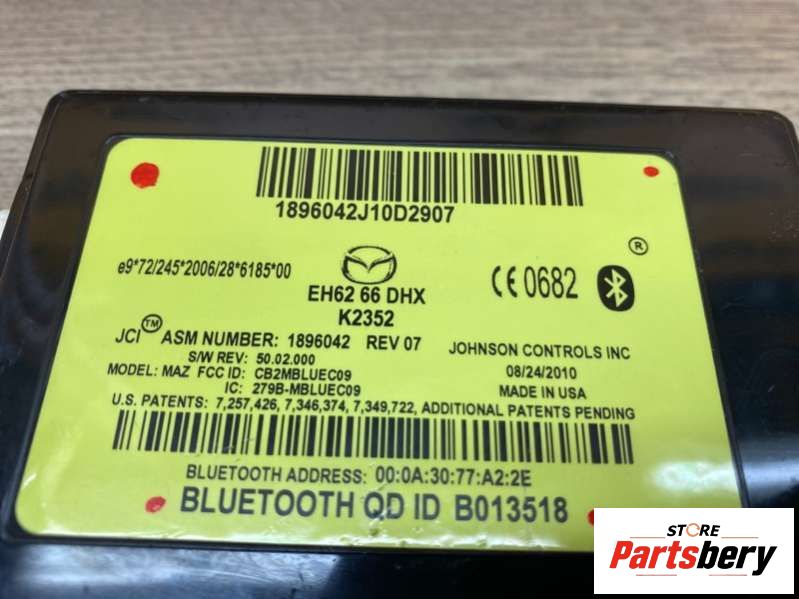 1896042J10D2907
e9*72/245*2006/28*6185*00
EH62 66 DHX
K2352
CE 0682 ®
JCI™ ASM NUMBER: 1896042 REV 07
S/W REV: 50.02.000
MODEL: MAZ FCC ID: CB2MBLUEC09
IC: 279B-MBLUEC09
JOHNSON CONTROLS INC
08/24/2010
MADE IN USA
U.S. PATENTS: 7,257,426, 7,346,374, 7,349,722, ADDITIONAL PATENTS PENDING
BLUETOOTH ADDRESS: 00:0A:30:77:A2:2E
BLUETOOTH QD ID B013518
STORE
Partsbery